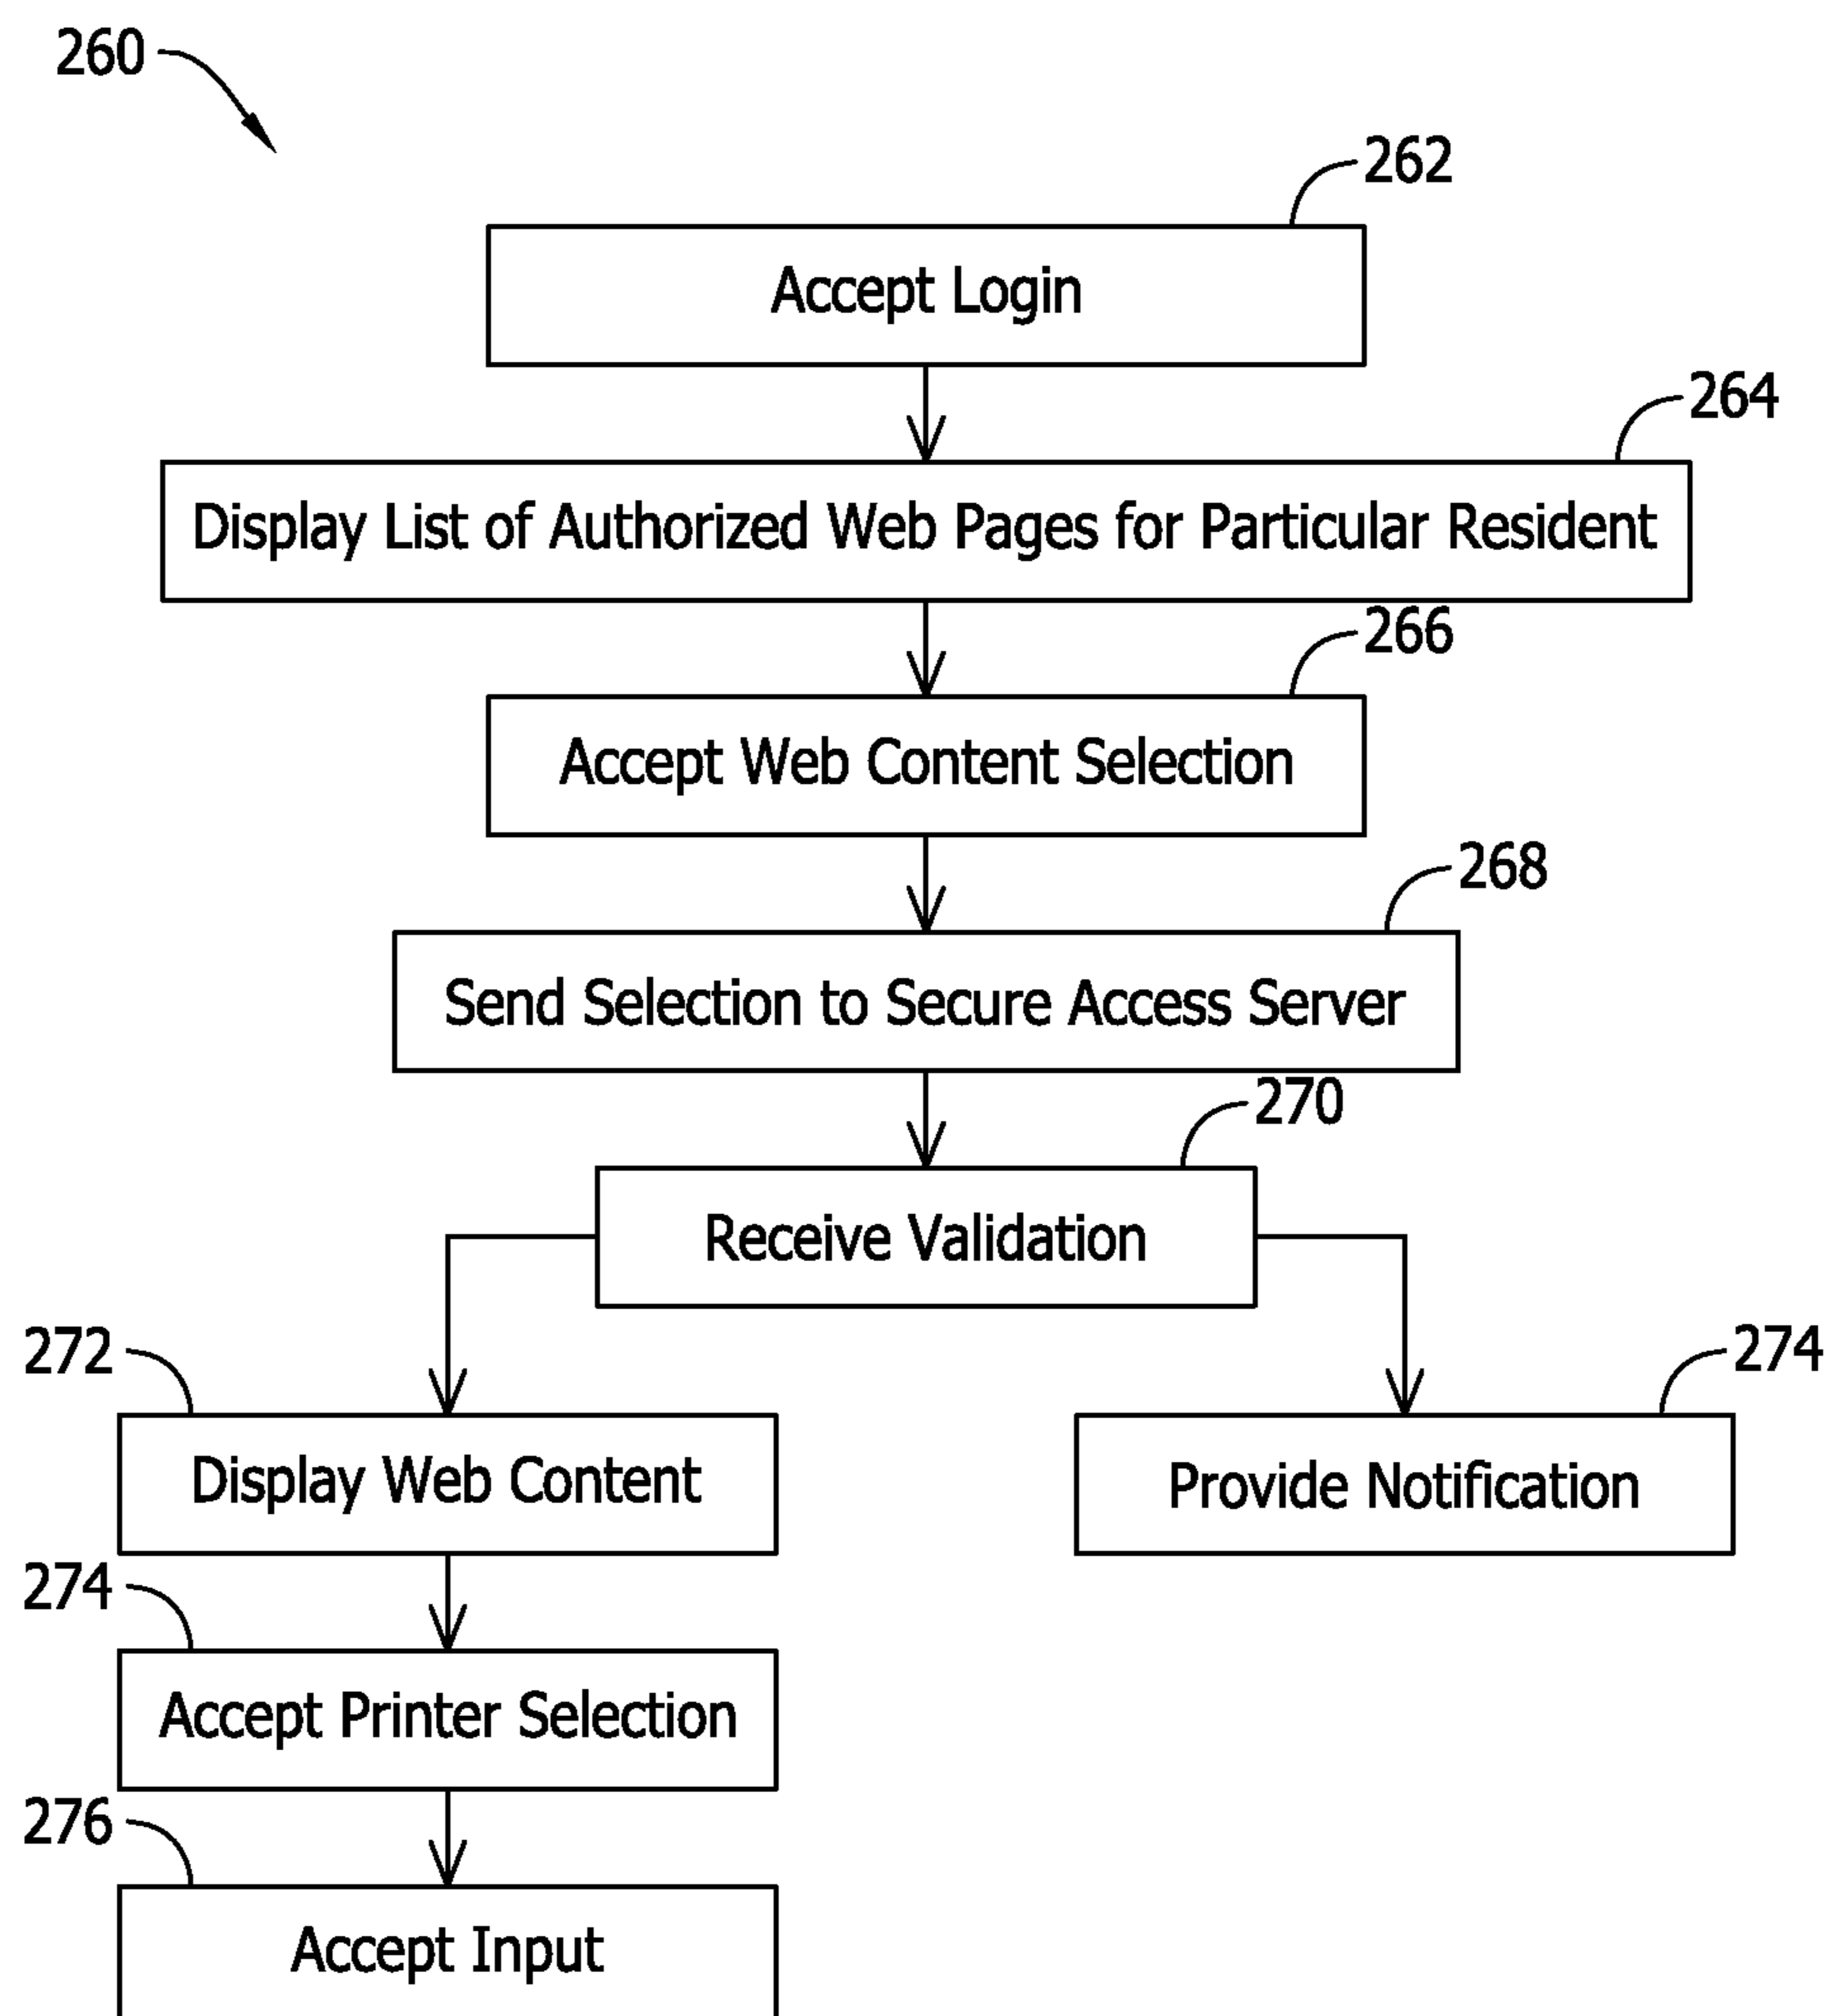 260
262
Accept Login
264
Display List of Authorized Web Pages for Particular Resident
266
Accept Web Content Selection
268
Send Selection to Secure Access Server
270
Receive Validation
272
Display Web Content
274
Provide Notification
274
Accept Printer Selection
276
Accept Input